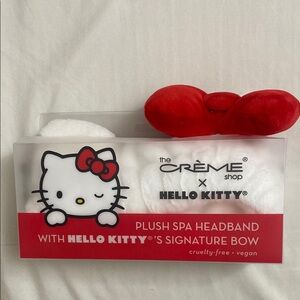 the
CRÈME®
shop
×
HELLO KITTY®
PLUSH SPA HEADBAND
WITH HELLO KITTY®'S SIGNATURE BOW
cruelty-free • vegan